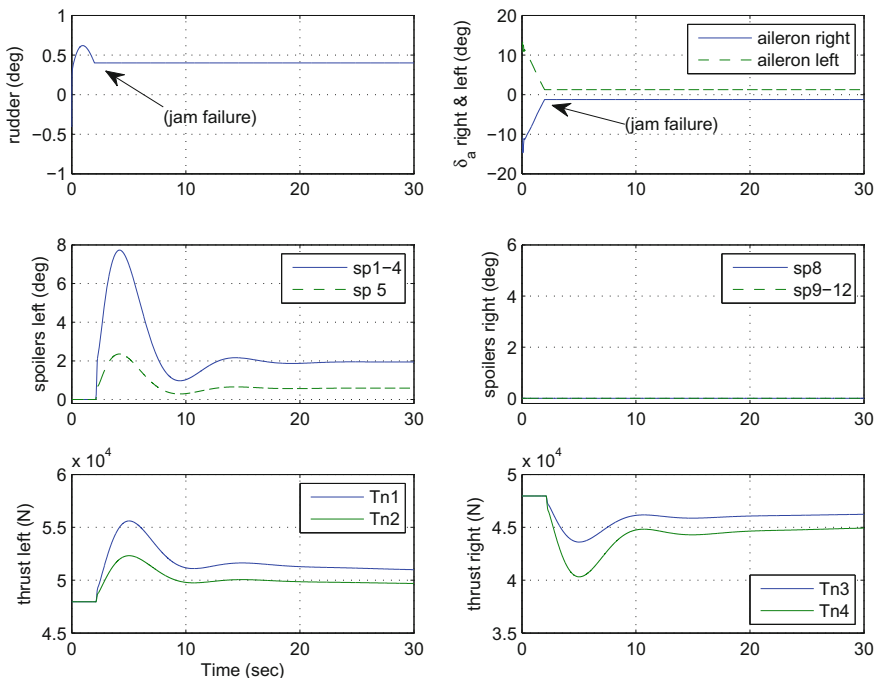 rudder (deg)
1
0.5
0
−0.5
−1
0
10
20
30
(jam failure)
δa right & left (deg)
20
10
0
−10
−20
0
10
20
30
aileron right
aileron left
(jam failure)
spoilers left (deg)
8
6
4
2
0
0
10
20
30
sp1−4
sp 5
spoilers right (deg)
6
4
2
0
0
10
20
30
sp8
sp9−12
x 10^4
thrust left (N)
6
5.5
5
4.5
0
10
20
30
Tn1
Tn2
Time (sec)
x 10^4
thrust right (N)
5
4.5
4
3.5
0
10
20
30
Tn3
Tn4